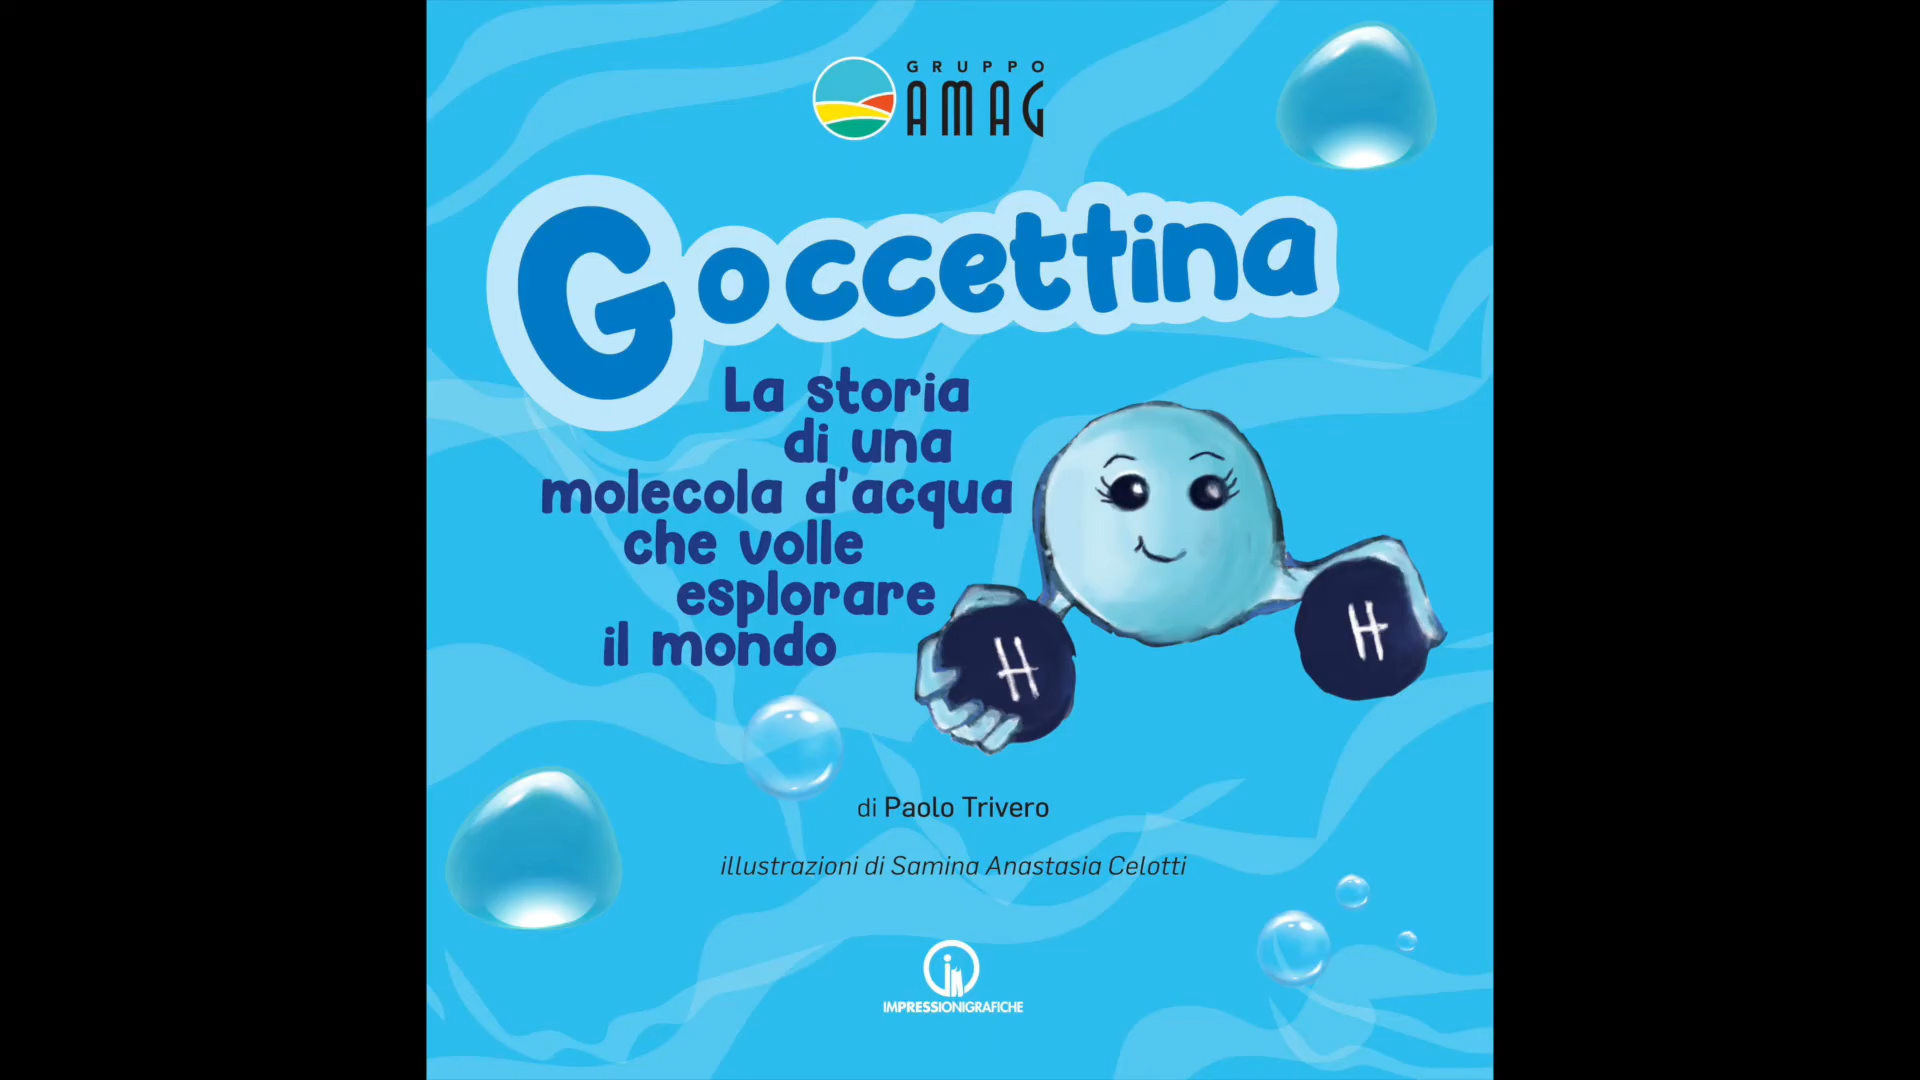 GRUPPO
AMAG
Goccettina
La storia
di una
molecola d'acqua
che volle
esplorare
il mondo
H
H
di Paolo Trivero
illustrazioni di Samina Anastasia Celotti
IMPRESSIONIGRAFICHE